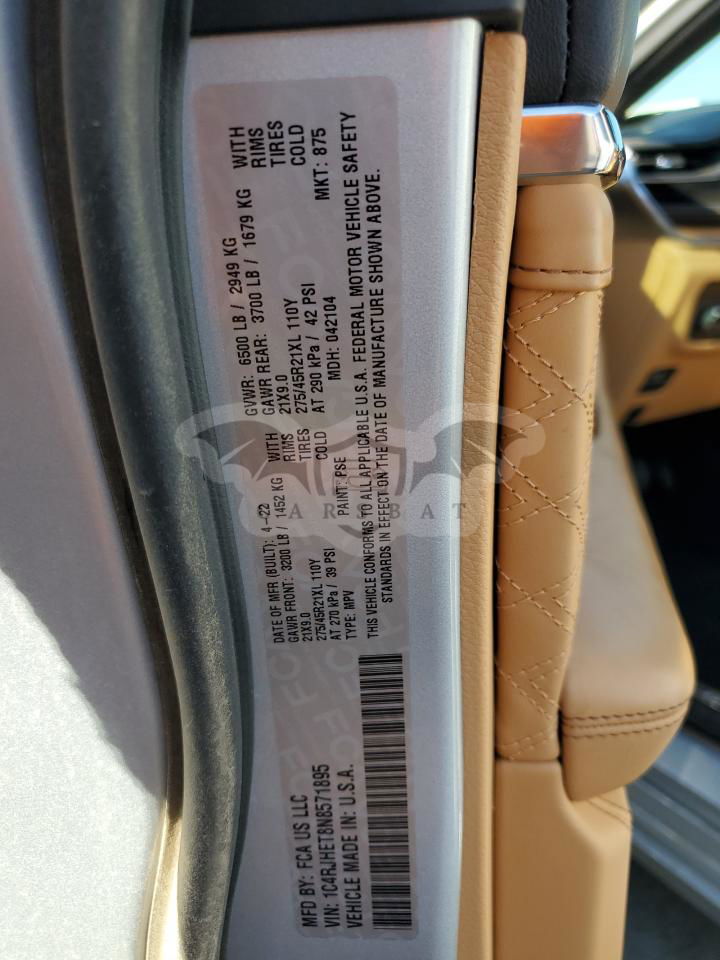 MFD BY: FCA US LLC
VIN: 1C4RJHET8N8571895
VEHICLE MADE IN: U.S.A.
DATE OF MFR (BUILT): 4-22
GAWR FRONT: 3200 LB / 1452 KG WITH
21X9.0 RIMS
275/45R21XL 110Y TIRES
AT 270 kPa / 39 PSI COLD
TYPE: MPV PAINT: PSE
GVWR: 6500 LB / 2949 KG
GAWR REAR: 3700 LB / 1679 KG WITH
21X9.0 RIMS
275/45R21XL 110Y TIRES
AT 290 kPa / 42 PSI COLD
MDH: 042104 MKT: 875
THIS VEHICLE CONFORMS TO ALL APPLICABLE U.S.A. FEDERAL MOTOR VEHICLE SAFETY
STANDARDS IN EFFECT ON THE DATE OF MANUFACTURE SHOWN ABOVE.
ARSBAT